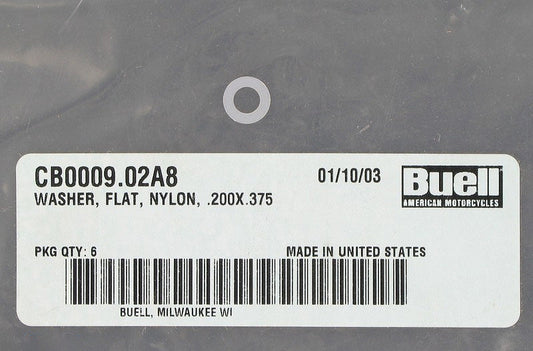 CB0009.02A8
01/10/03
Buell
AMERICAN MOTORCYCLES
WASHER, FLAT, NYLON, .200X.375
PKG QTY: 6
MADE IN UNITED STATES
BUELL, MILWAUKEE WI